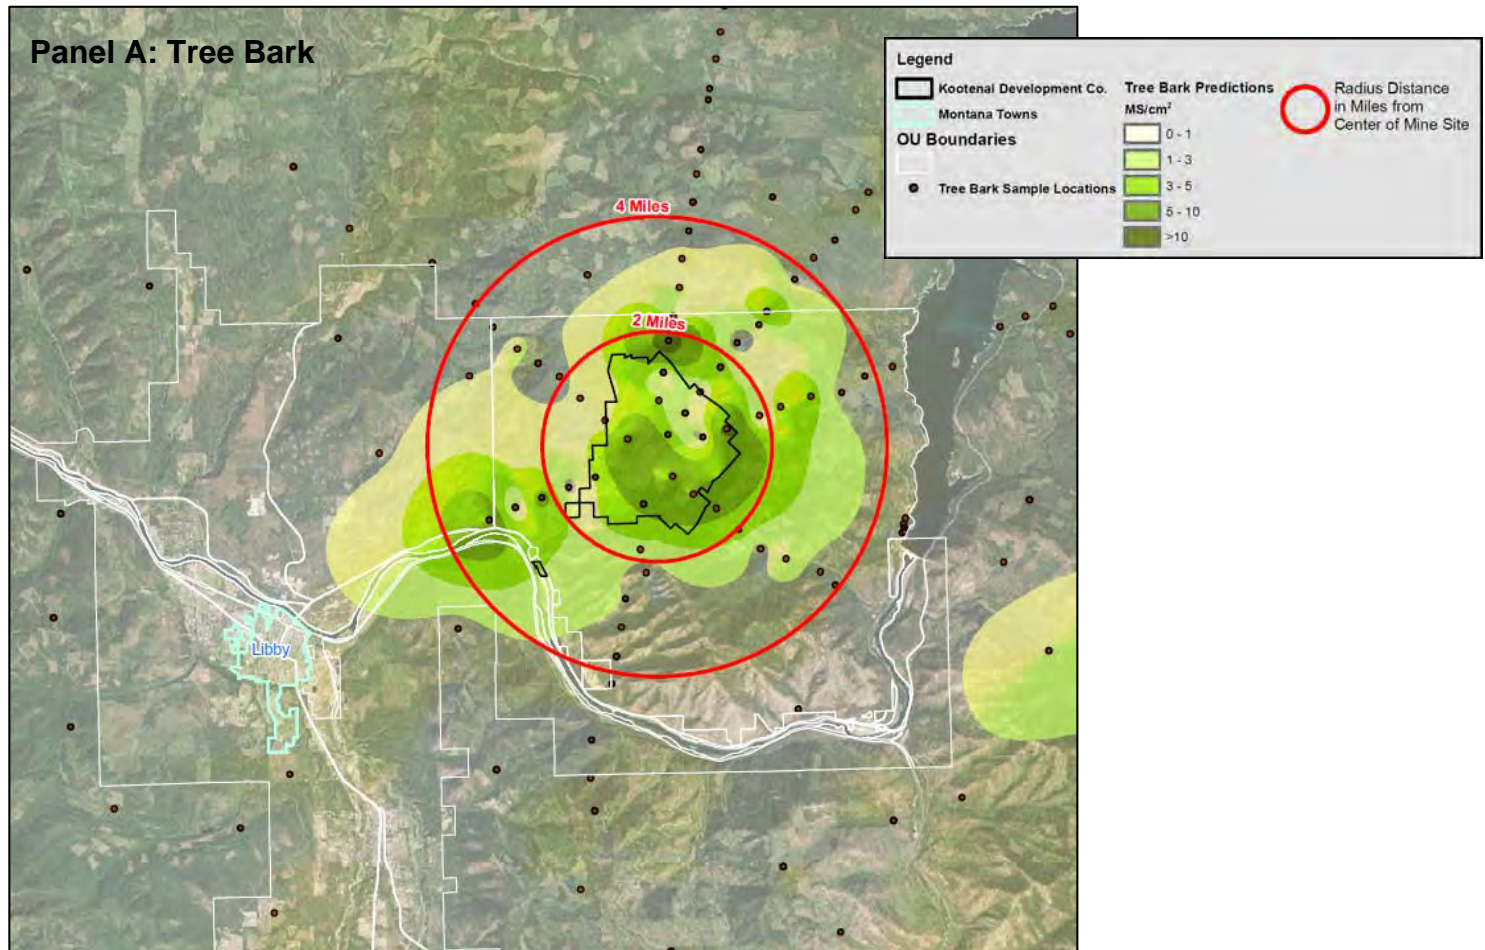 Panel A: Tree Bark
Legend
Kootenai Development Co.
Montana Towns
OU Boundaries
Tree Bark Sample Locations
Tree Bark Predictions
MS/cm²
0 - 1
1 - 3
3 - 5
5 - 10
>10
Radius Distance
in Miles from
Center of Mine Site
4 Miles
2 Miles
Libby